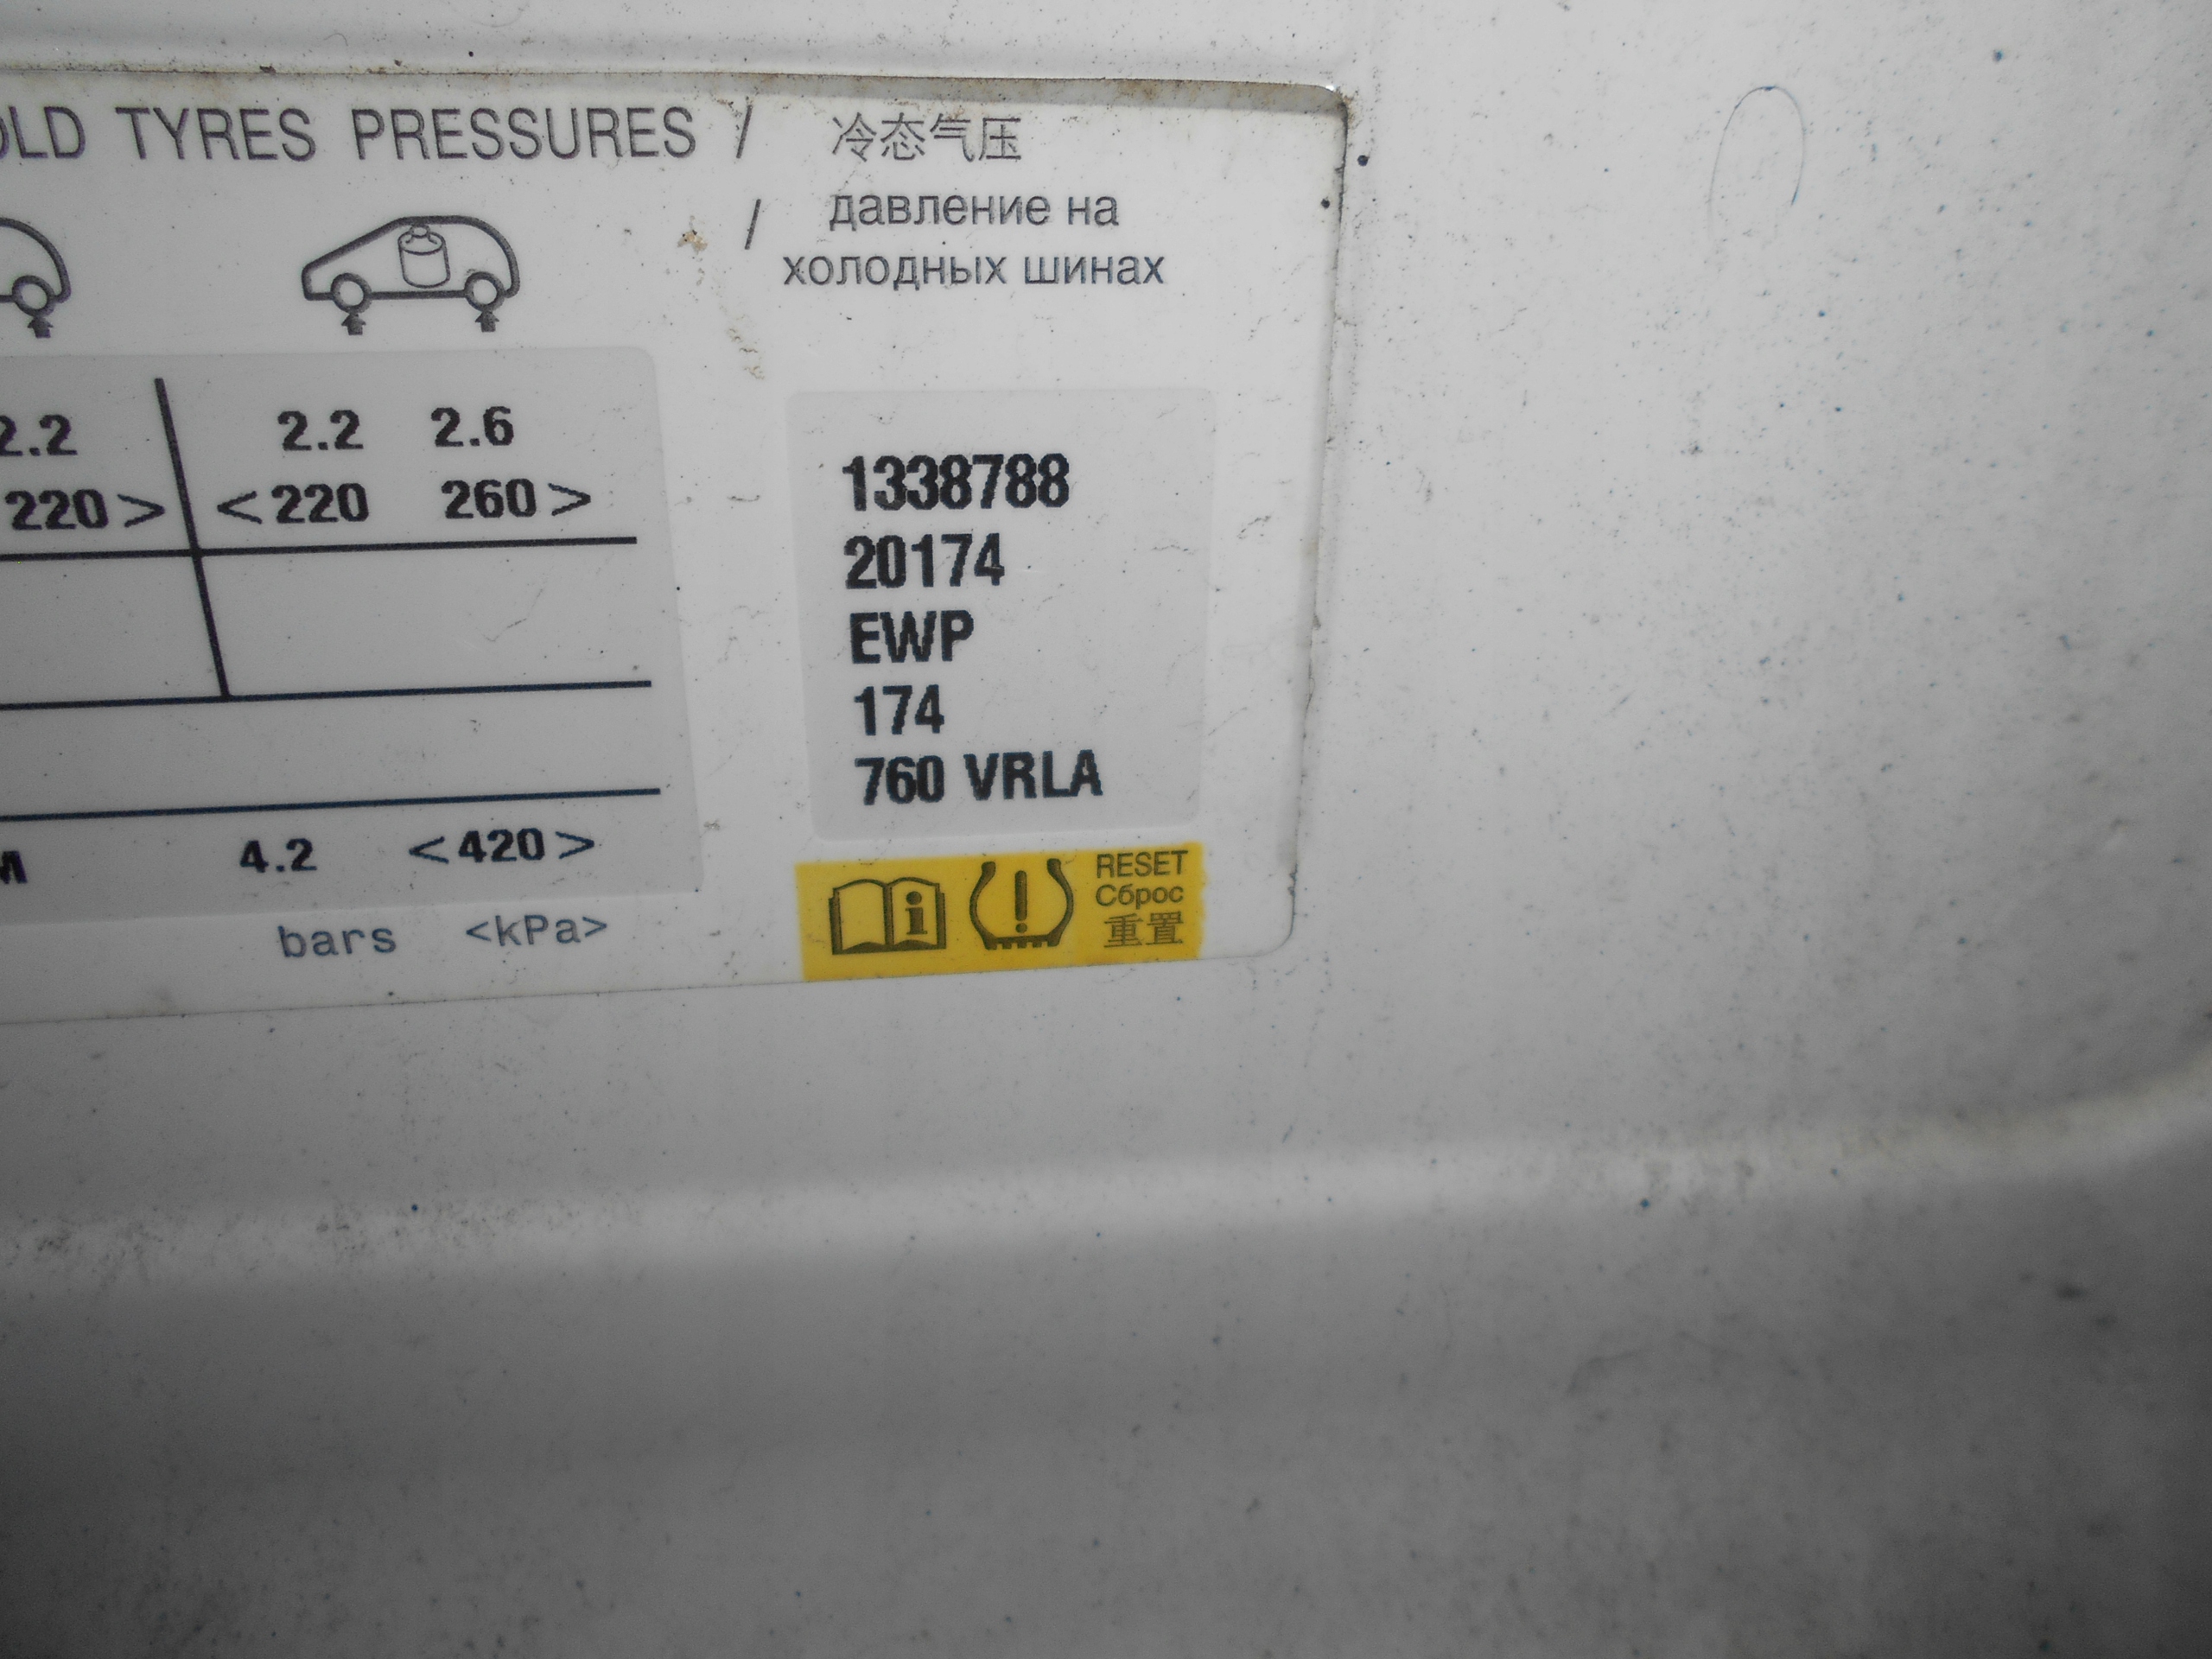 OLD TYRES PRESSURES / 冷态气压
/ давление на
холодных шинах
2.2 2.2 2.6
220> <220 260>
4.2 <420>
bars <kPa>
1338788
20174
EWP
174
760 VRLA
RESET
Сброс
重置